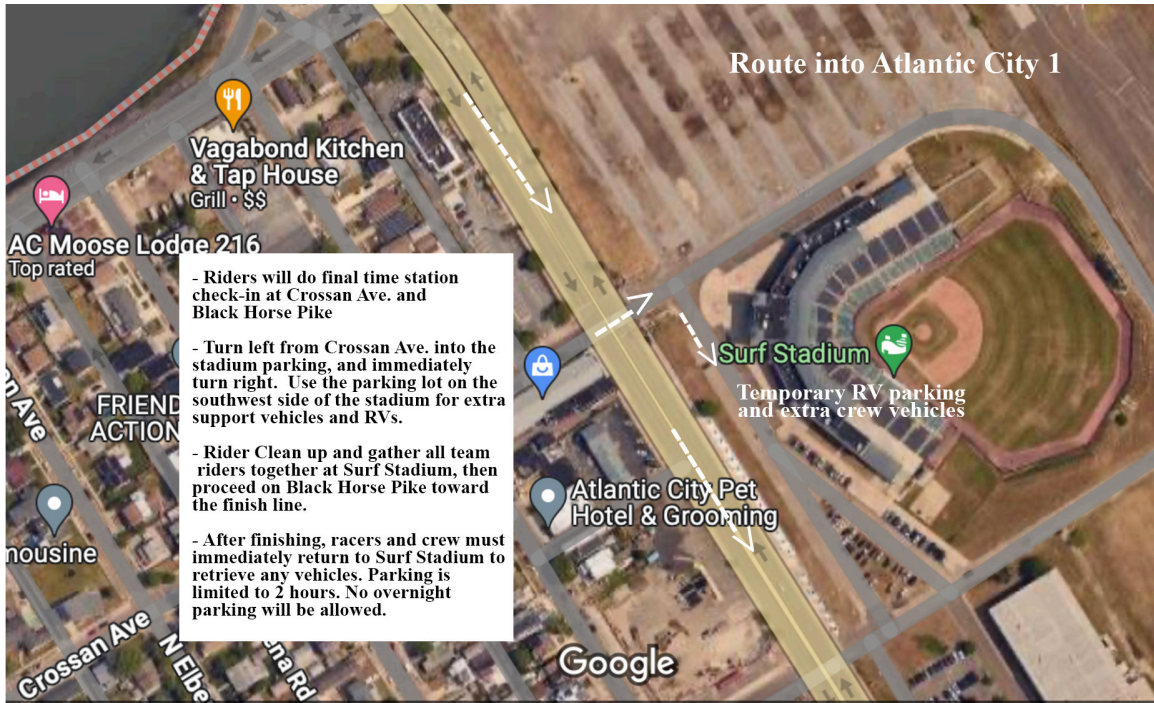 Route into Atlantic City 1
Vagabond Kitchen
& Tap House
Grill • $$
AC Moose Lodge 216
Top rated
- Riders will do final time station
check-in at Crossan Ave. and
Black Horse Pike
- Turn left from Crossan Ave. into the
stadium parking, and immediately
turn right. Use the parking lot on the
southwest side of the stadium for extra
support vehicles and RVs.
- Rider Clean up and gather all team
riders together at Surf Stadium, then
proceed on Black Horse Pike toward
the finish line.
- After finishing, racers and crew must
immediately return to Surf Stadium to
retrieve any vehicles. Parking is
limited to 2 hours. No overnight
parking will be allowed.
Surf Stadium
Temporary RV parking
and extra crew vehicles
FRIEND
ACTION
on Ave
Atlantic City Pet
Hotel & Grooming
mousine
Crossan Ave
N Elbe
ena Rd
Google